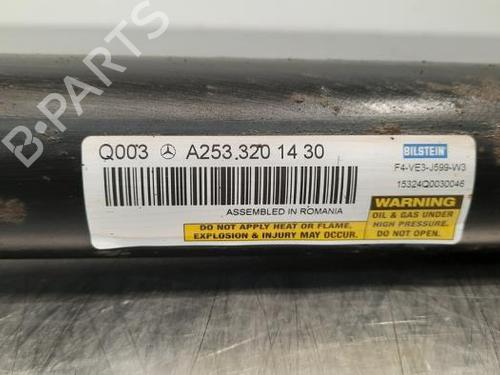 B-PARTS
Q003 A253 320 14 30
ASSEMBLED IN ROMANIA
DO NOT APPLY HEAT OR FLAME,
EXPLOSION & INJURY MAY OCCUR.
BILSTEIN
F4-VE3-J599-W3
15324Q0030046
WARNING
OIL & GAS UNDER
HIGH PRESSURE.
DO NOT OPEN.